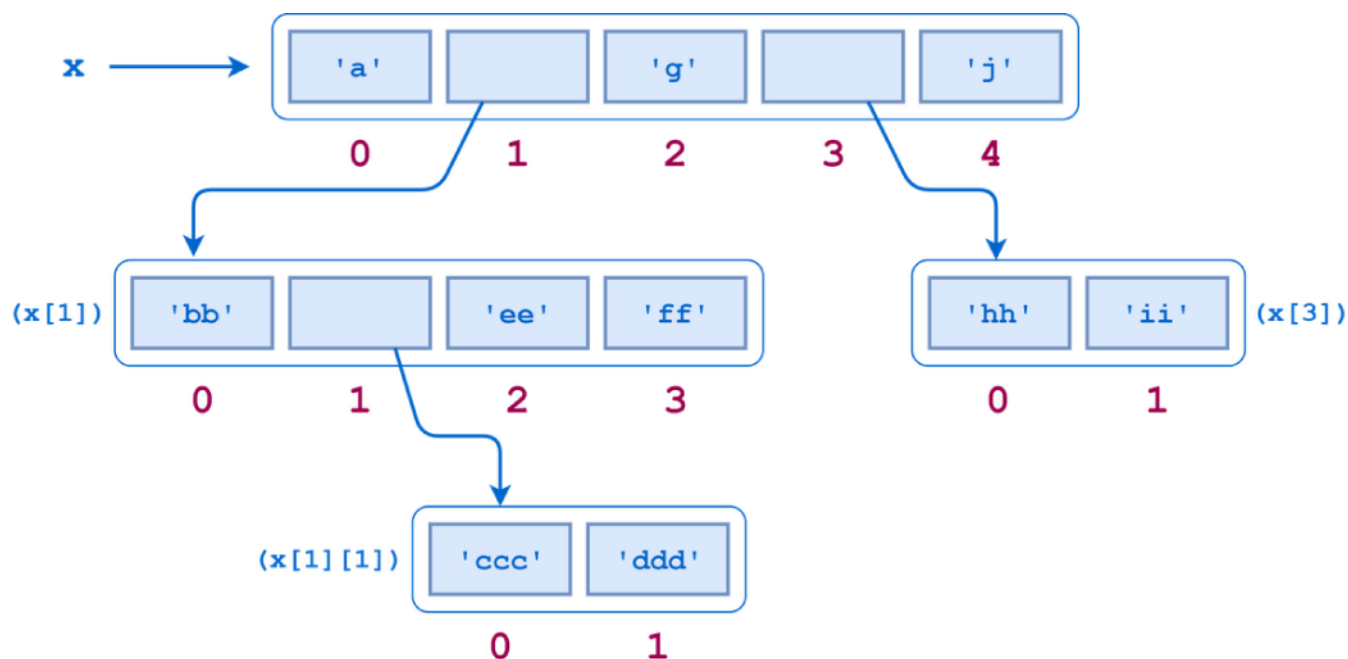 x 'a' 'g' 'j'
0 1 2 3 4
(x[1]) 'bb' 'ee' 'ff' 'hh' 'ii' (x[3])
0 1 2 3 0 1
(x[1][1]) 'ccc' 'ddd'
0 1